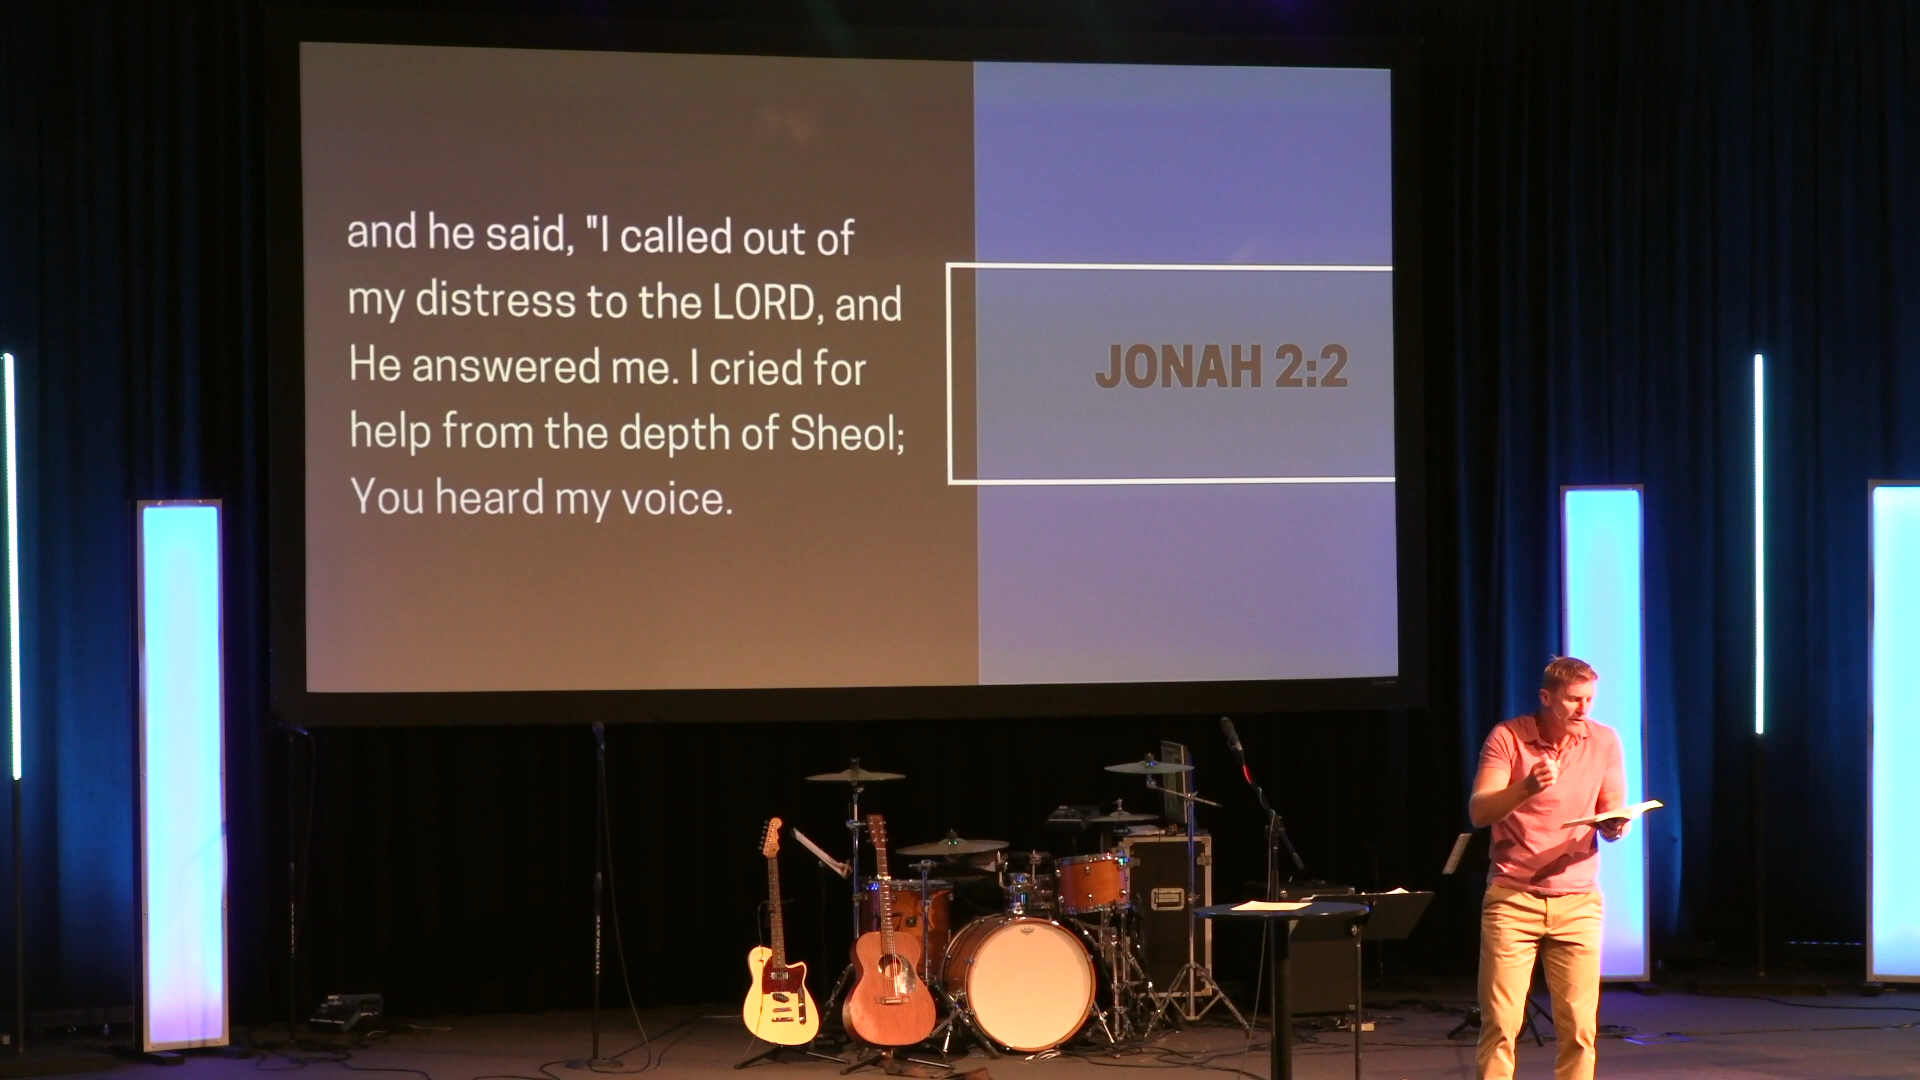 and he said, "I called out of
my distress to the LORD, and
He answered me. I cried for
help from the depth of Sheol;
You heard my voice.
JONAH 2:2